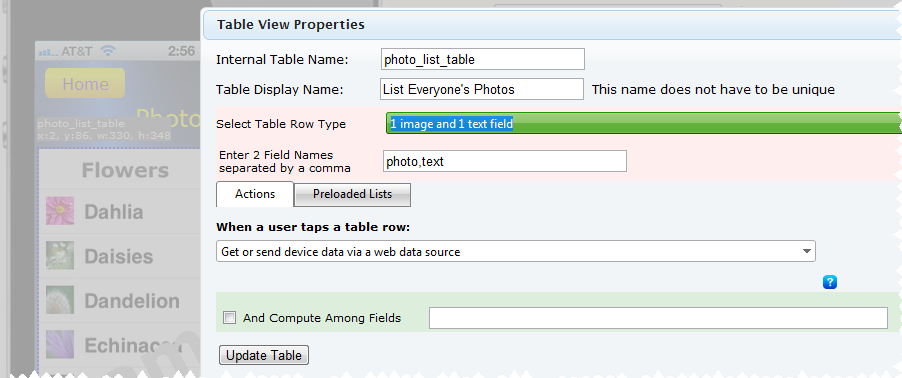 Table View Properties
AT&T 2:56
Internal Table Name: photo_list_table
Home
Table Display Name: List Everyone's Photos This name does not have to be unique
Photo
photo_list_table
x:2, y:86, w:330, h:348
Select Table Row Type 1 image and 1 text field
Enter 2 Field Names
separated by a comma
photo,text
Flowers
Actions Preloaded Lists
Dahlia
When a user taps a table row:
Get or send device data via a web data source
Daisies
?
Dandelion
And Compute Among Fields
Echinacea
Update Table